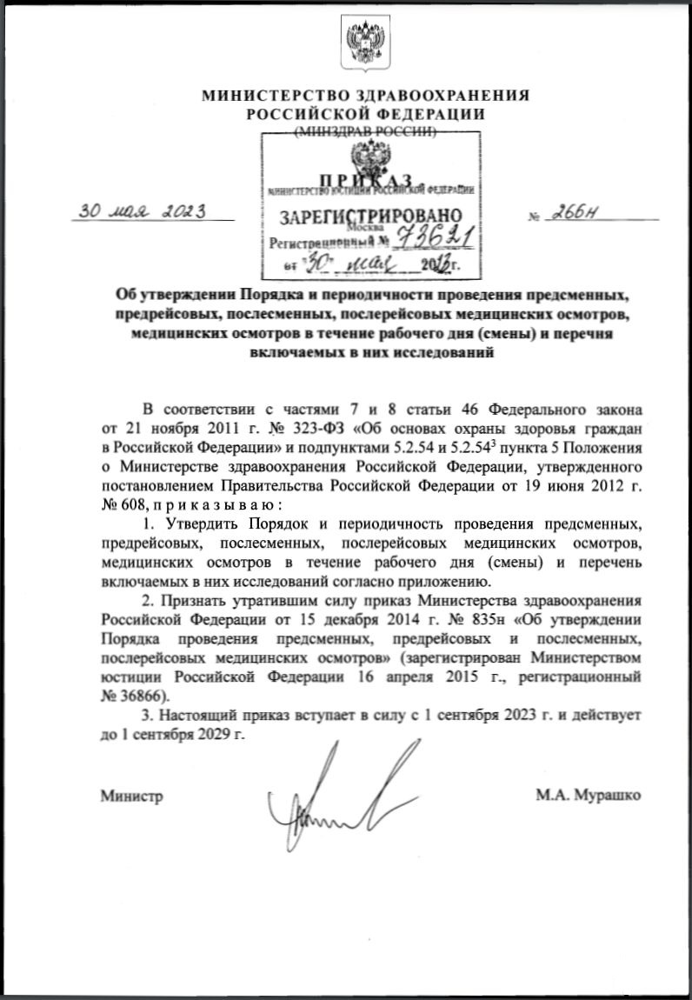 МИНИСТЕРСТВО ЗДРАВООХРАНЕНИЯ
РОССИЙСКОЙ ФЕДЕРАЦИИ
(МИНЗДРАВ РОССИИ)
ПРИКАЗ
МИНИСТЕРСТВО ЮСТИЦИИ РОССИЙСКОЙ ФЕДЕРАЦИИ
30 мая 2023
№ 266н
ЗАРЕГИСТРИРОВАНО
Москва
Регистрационный № 73621
от "30" мая 2023г.
Об утверждении Порядка и периодичности проведения предсменных,
предрейсовых, послесменных, послерейсовых медицинских осмотров,
медицинских осмотров в течение рабочего дня (смены) и перечня
включаемых в них исследований
В соответствии с частями 7 и 8 статьи 46 Федерального закона
от 21 ноября 2011 г. № 323-ФЗ «Об основах охраны здоровья граждан
в Российской Федерации» и подпунктами 5.2.54 и 5.2.54³ пункта 5 Положения
о Министерстве здравоохранения Российской Федерации, утвержденного
постановлением Правительства Российской Федерации от 19 июня 2012 г.
№ 608, п р и к а з ы в а ю :
1. Утвердить Порядок и периодичность проведения предсменных,
предрейсовых, послесменных, послерейсовых медицинских осмотров,
медицинских осмотров в течение рабочего дня (смены) и перечень
включаемых в них исследований согласно приложению.
2. Признать утратившим силу приказ Министерства здравоохранения
Российской Федерации от 15 декабря 2014 г. № 835н «Об утверждении
Порядка проведения предсменных, предрейсовых и послесменных,
послерейсовых медицинских осмотров» (зарегистрирован Министерством
юстиции Российской Федерации 16 апреля 2015 г., регистрационный
№ 36866).
3. Настоящий приказ вступает в силу с 1 сентября 2023 г. и действует
до 1 сентября 2029 г.
Министр
М.А. Мурашко